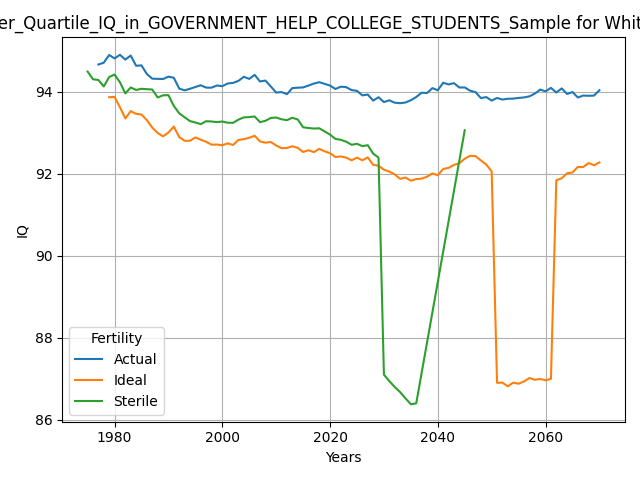 er_Quartile_IQ_in_GOVERNMENT_HELP_COLLEGE_STUDENTS_Sample for Whit
94
92
90
88
86
IQ
Fertility
Actual
Ideal
Sterile
1980
2000
2020
2040
2060
Years